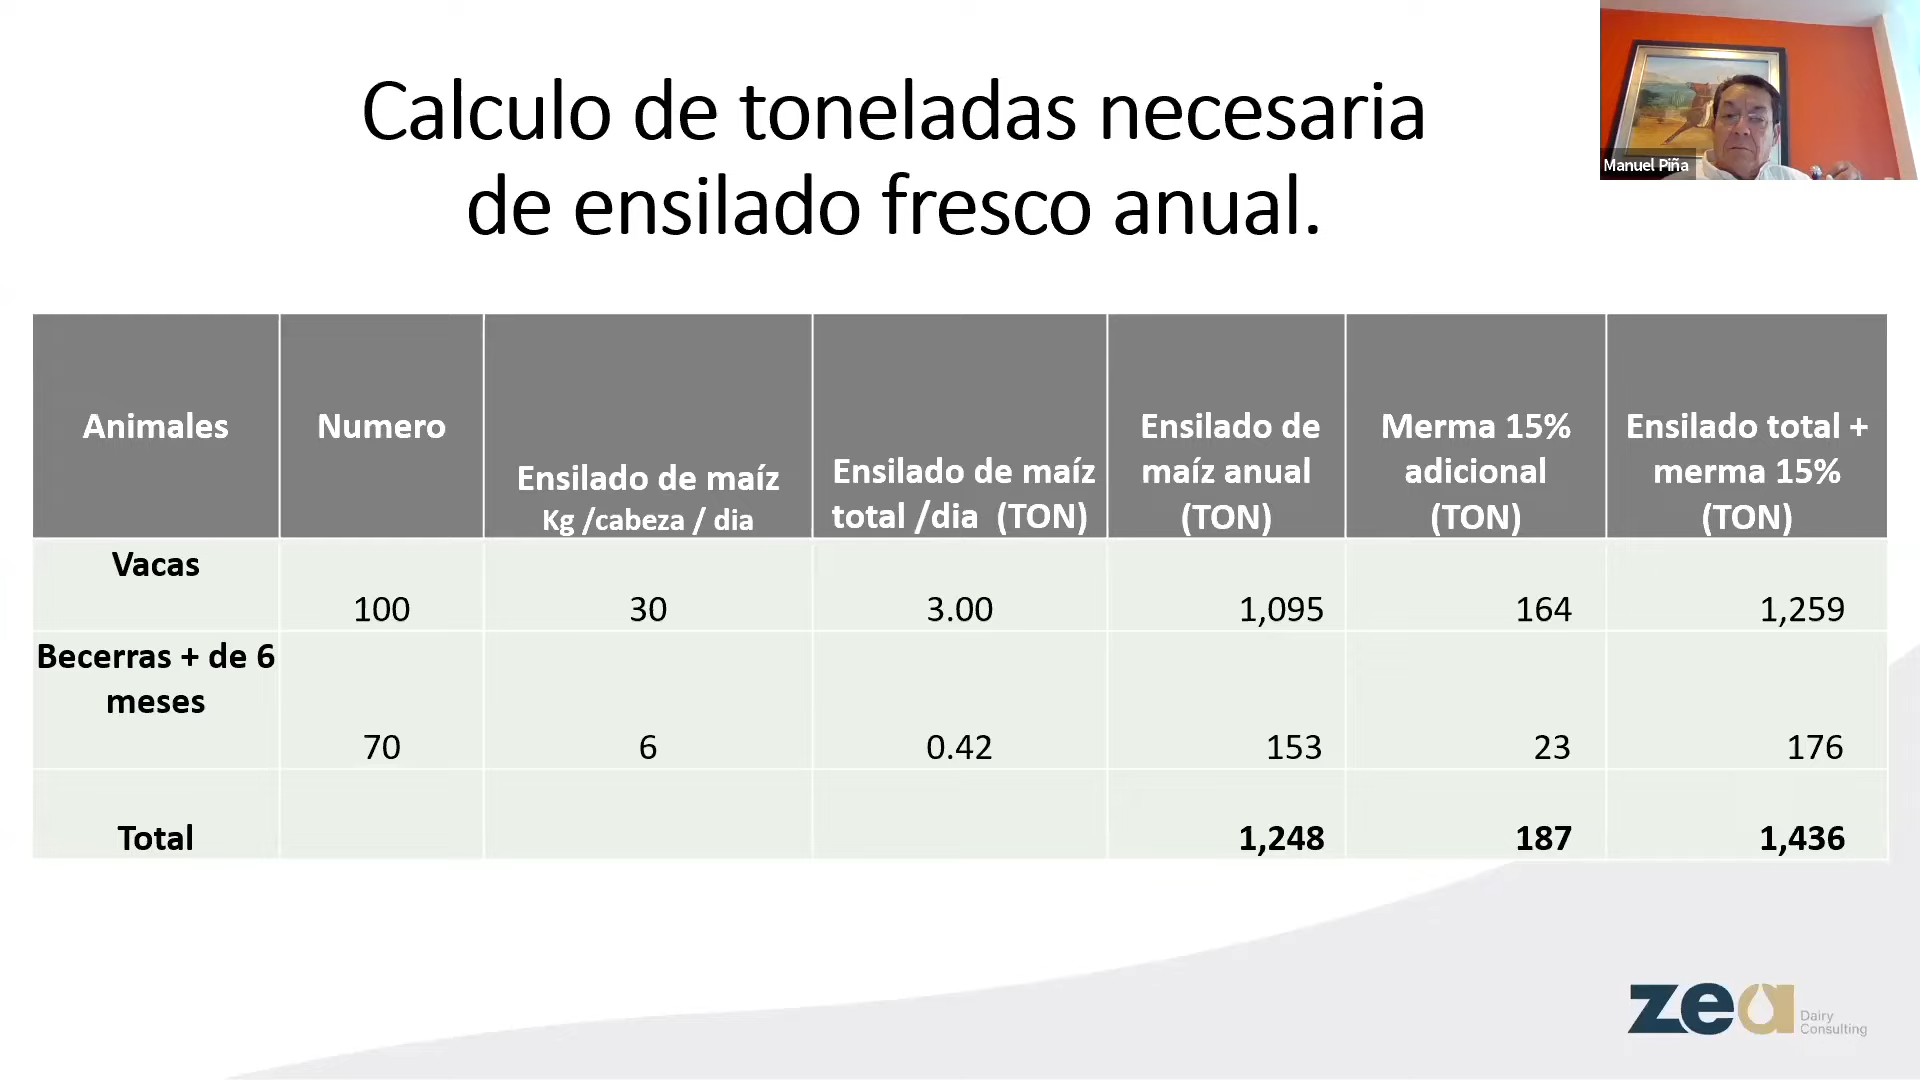 Calculo de toneladas necesaria
de ensilado fresco anual.
Manuel Piña
Animales
Numero
Ensilado de maíz
Kg /cabeza / dia
Ensilado de maíz
total /dia (TON)
Ensilado de
maíz anual
(TON)
Merma 15%
adicional
(TON)
Ensilado total +
merma 15%
(TON)
Vacas
100
30
3.00
1,095
164
1,259
Becerras + de 6
meses
70
6
0.42
153
23
176
Total
1,248
187
1,436
zea
Dairy
Consulting